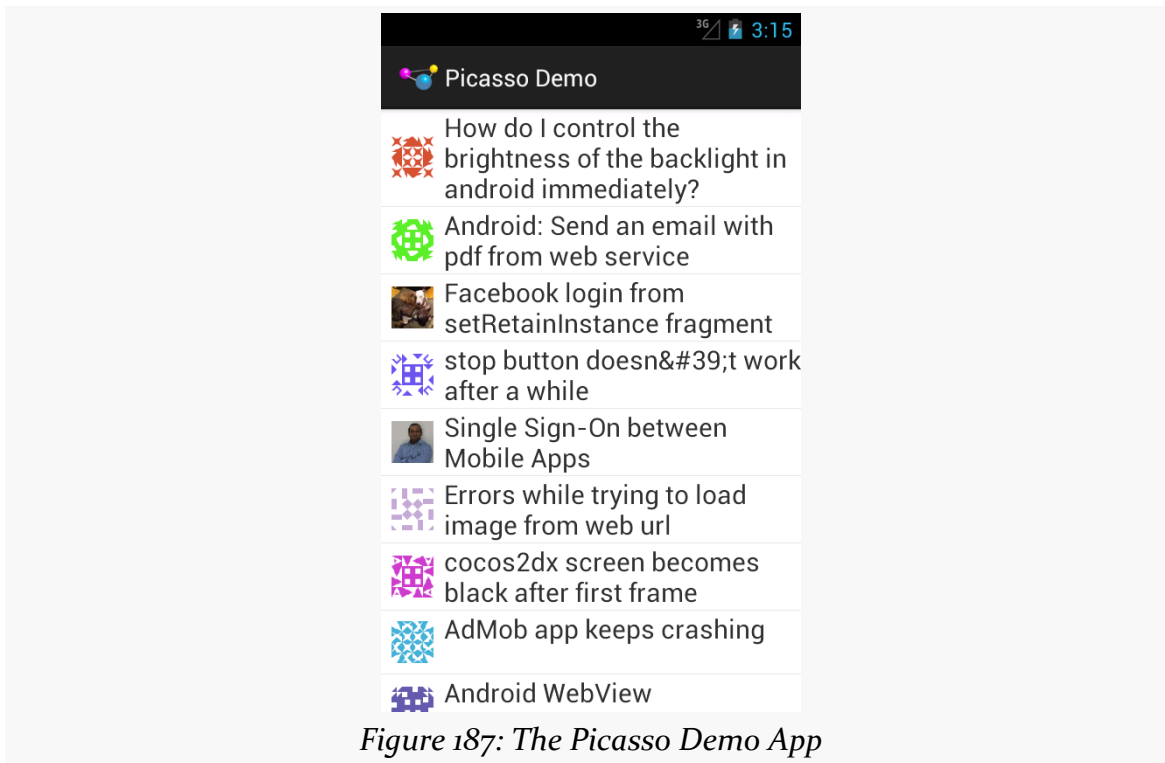 3G 3:15
Picasso Demo
How do I control the
brightness of the backlight in
android immediately?
Android: Send an email with
pdf from web service
Facebook login from
setRetainInstance fragment
stop button doesn&#39;t work
after a while
Single Sign-On between
Mobile Apps
Errors while trying to load
image from web url
cocos2dx screen becomes
black after first frame
AdMob app keeps crashing
Android WebView
Figure 187: The Picasso Demo App